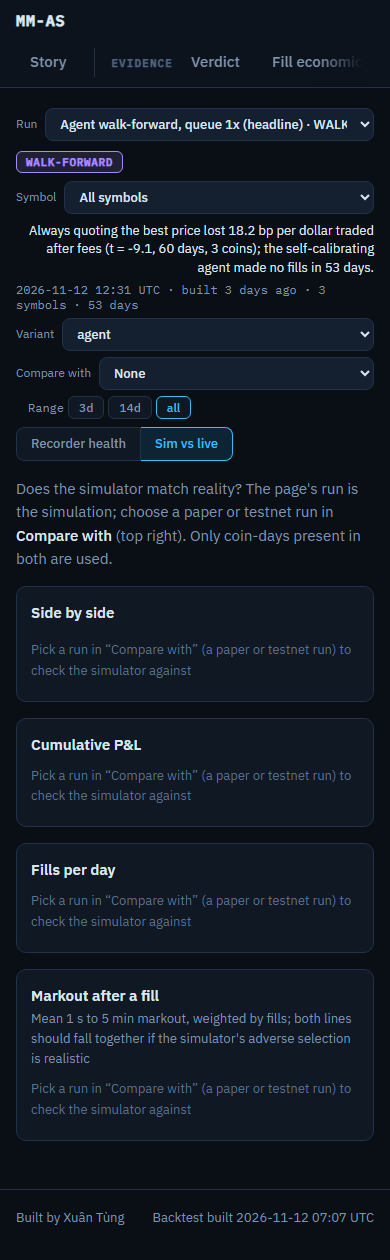 MM-AS
Story EVIDENCE Verdict Fill economic
Run Agent walk-forward, queue 1x (headline) · WALK
WALK-FORWARD
Symbol All symbols
Always quoting the best price lost 18.2 bp per dollar traded
after fees (t = -9.1, 60 days, 3 coins); the self-calibrating
agent made no fills in 53 days.
2026-11-12 12:31 UTC · built 3 days ago · 3
symbols · 53 days
Variant agent
Compare with None
Range 3d 14d all
Recorder health Sim vs live
Does the simulator match reality? The page's run is
the simulation; choose a paper or testnet run in
Compare with (top right). Only coin-days present in
both are used.
Side by side
Pick a run in “Compare with” (a paper or testnet run) to
check the simulator against
Cumulative P&L
Pick a run in “Compare with” (a paper or testnet run) to
check the simulator against
Fills per day
Pick a run in “Compare with” (a paper or testnet run) to
check the simulator against
Markout after a fill
Mean 1 s to 5 min markout, weighted by fills; both lines
should fall together if the simulator's adverse selection
is realistic
Pick a run in “Compare with” (a paper or testnet run) to
check the simulator against
Built by Xuân Tùng Backtest built 2026-11-12 07:07 UTC